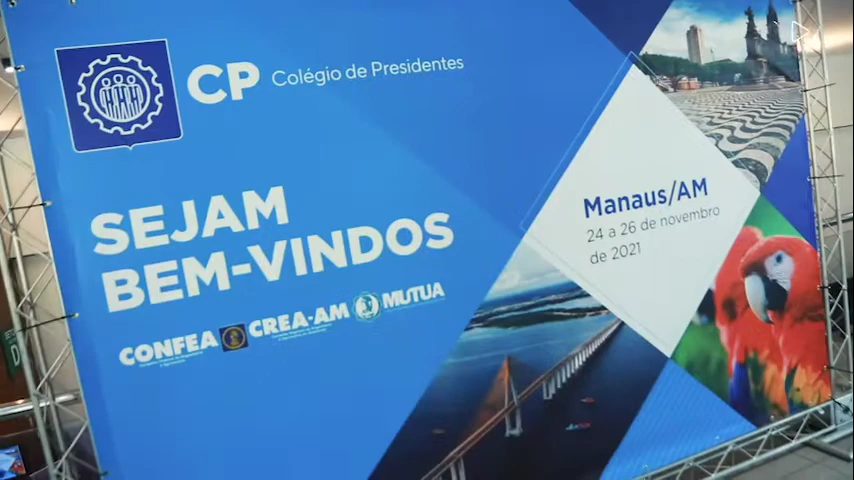 CP Colégio de Presidentes
SEJAM
BEM-VINDOS
CONFEA CREA-AM MUTUA
Manaus/AM
24 a 26 de novembro
de 2021